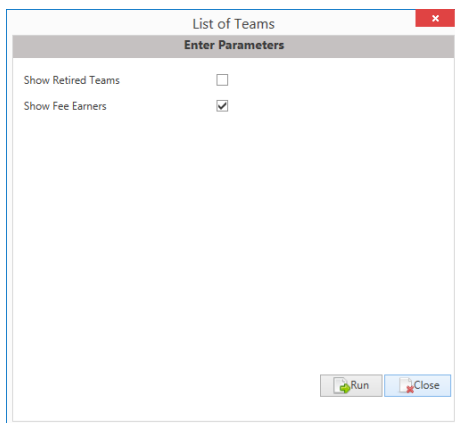 List of Teams
Enter Parameters
Show Retired Teams
Show Fee Earners
Run Close